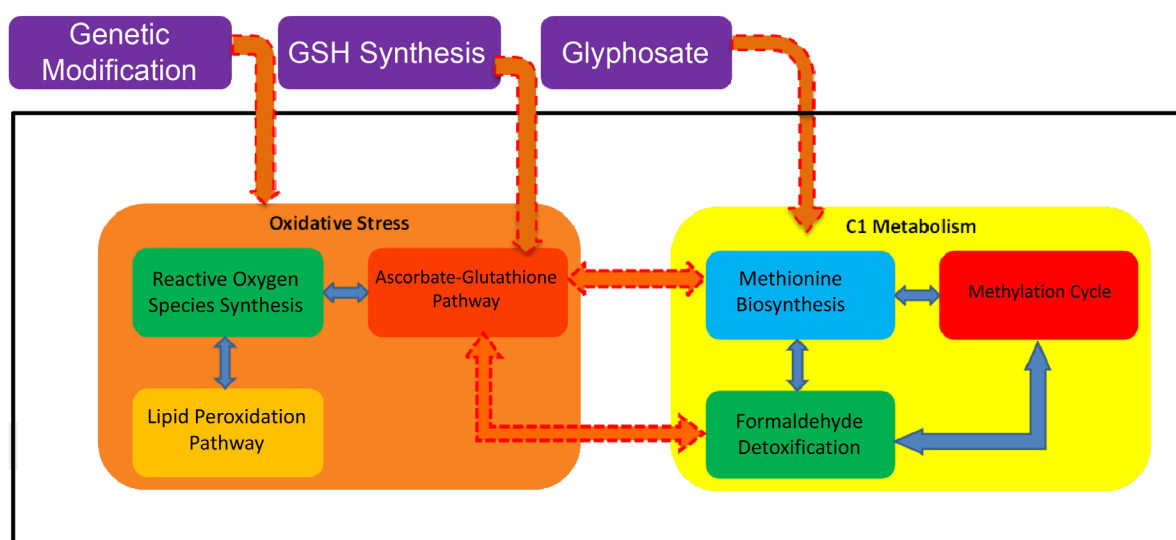 Genetic
Modification
GSH Synthesis
Glyphosate
Oxidative Stress
Reactive Oxygen
Species Synthesis
Ascorbate-Glutathione
Pathway
Lipid Peroxidation
Pathway
C1 Metabolism
Methionine
Biosynthesis
Methylation Cycle
Formaldehyde
Detoxification